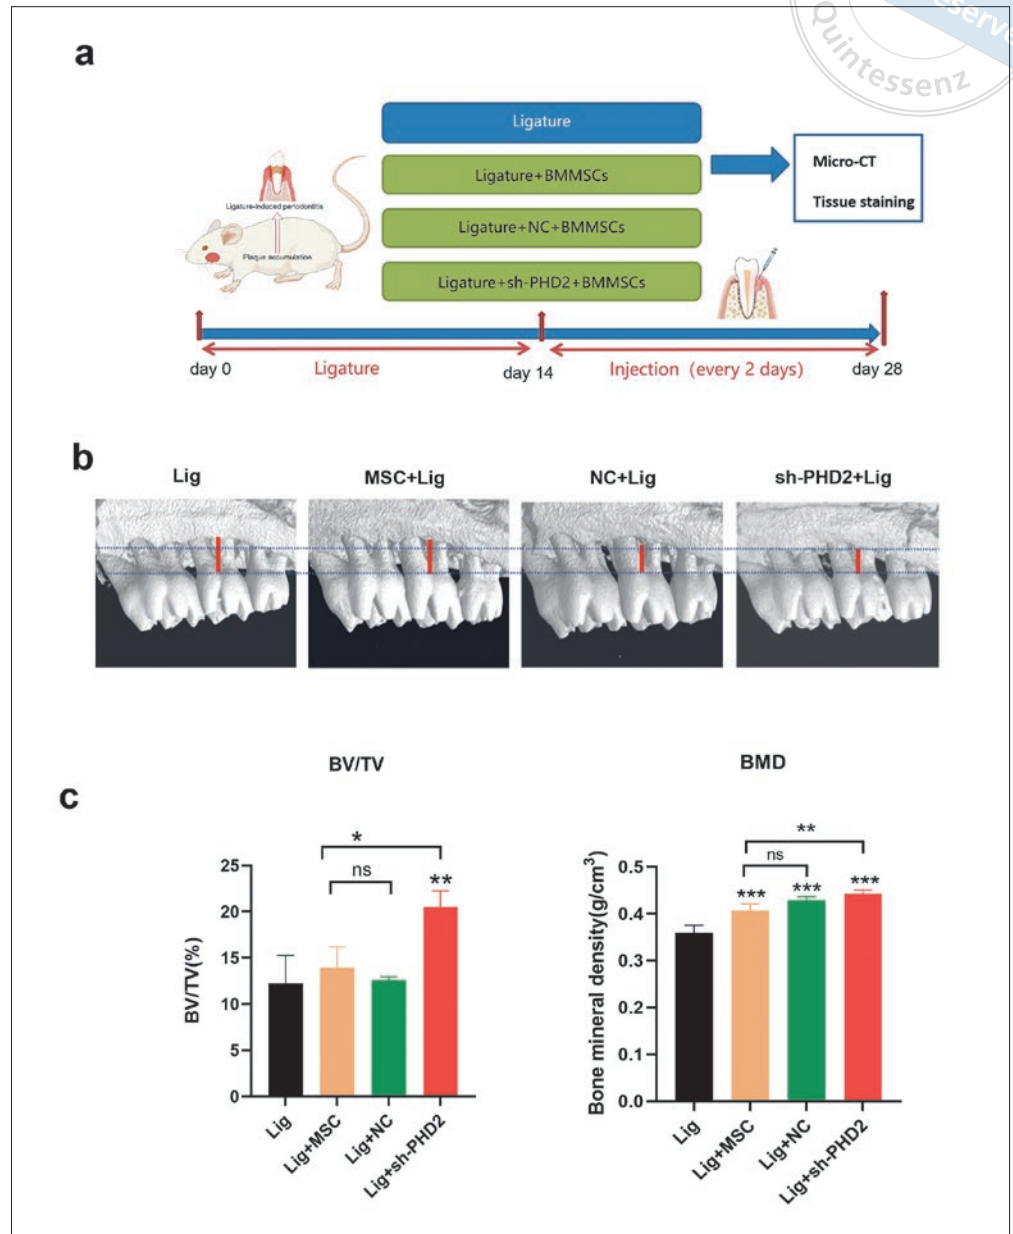 eserve
Quintessenz
a
Ligature
Ligature+BMMSCs
Ligature+NC+BMMSCs
Ligature+sh-PHD2+BMMSCs
Micro-CT
Tissue staining
Ligature-induced periodontitis
Plaque accumulation
day 0
Ligature
day 14
Injection (every 2 days)
day 28
b
Lig
MSC+Lig
NC+Lig
sh-PHD2+Lig
c
BV/TV
BV/TV(%)
25
20
15
10
5
0
*
ns
**
Lig
Lig+MSC
Lig+NC
Lig+sh-PHD2
BMD
Bone mineral density(g/cm³)
0.5
0.4
0.3
0.2
0.1
0.0
**
ns
***
***
***
Lig
Lig+MSC
Lig+NC
Lig+sh-PHD2